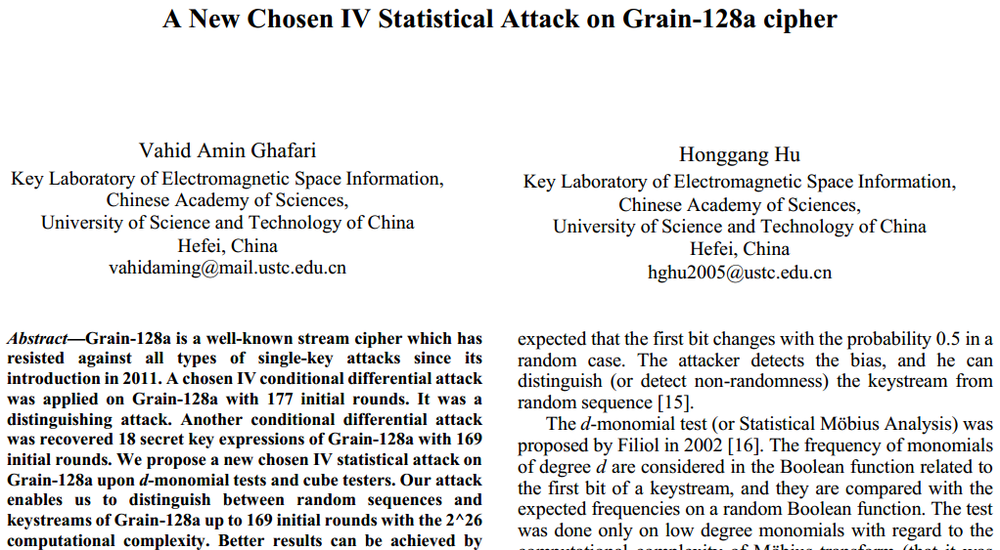 A New Chosen IV Statistical Attack on Grain-128a cipher
Vahid Amin Ghafari
Key Laboratory of Electromagnetic Space Information,
Chinese Academy of Sciences,
University of Science and Technology of China
Hefei, China
vahidaming@mail.ustc.edu.cn
Honggang Hu
Key Laboratory of Electromagnetic Space Information,
Chinese Academy of Sciences,
University of Science and Technology of China
Hefei, China
hghu2005@ustc.edu.cn
Abstract—Grain-128a is a well-known stream cipher which has
resisted against all types of single-key attacks since its
introduction in 2011. A chosen IV conditional differential attack
was applied on Grain-128a with 177 initial rounds. It was a
distinguishing attack. Another conditional differential attack
was recovered 18 secret key expressions of Grain-128a with 169
initial rounds. We propose a new chosen IV statistical attack on
Grain-128a upon d-monomial tests and cube testers. Our attack
enables us to distinguish between random sequences and
keystreams of Grain-128a up to 169 initial rounds with the 2^26
computational complexity. Better results can be achieved by
expected that the first bit changes with the probability 0.5 in a
random case. The attacker detects the bias, and he can
distinguish (or detect non-randomness) the keystream from
random sequence [15].
The d-monomial test (or Statistical Möbius Analysis) was
proposed by Filiol in 2002 [16]. The frequency of monomials
of degree d are considered in the Boolean function related to
the first bit of a keystream, and they are compared with the
expected frequencies on a random Boolean function. The test
was done only on low degree monomials with regard to the
computational complexity of Möbius transform (that it was